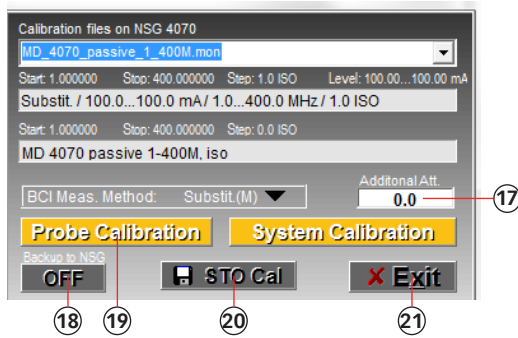 Calibration files on NSG 4070
MD_4070_passive_1_400M.mon
Start: 1.000000 Stop: 400.000000 Step: 1.0 ISO Level: 100.00...100.00 mA
Substit. / 100.0...100.0 mA / 1.0...400.0 MHz / 1.0 ISO
Start: 1.000000 Stop: 400.000000 Step: 0.0 ISO
MD 4070 passive 1-400M, iso
Additonal Att.
BCI Meas. Method: Substit.(M) 0.0 17
Probe Calibration System Calibration
Backup to NSG
OFF STO Cal Exit
18 19 20 21